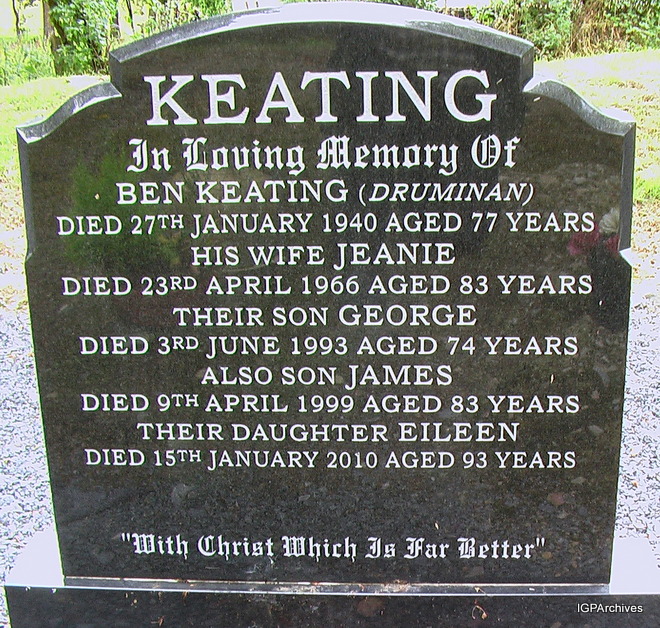 KEATING
In Loving Memory Of
BEN KEATING (DRUMINAN)
DIED 27TH JANUARY 1940 AGED 77 YEARS
HIS WIFE JEANIE
DIED 23RD APRIL 1966 AGED 83 YEARS
THEIR SON GEORGE
DIED 3RD JUNE 1993 AGED 74 YEARS
ALSO SON JAMES
DIED 9TH APRIL 1999 AGED 83 YEARS
THEIR DAUGHTER EILEEN
DIED 15TH JANUARY 2010 AGED 93 YEARS
"With Christ Which Is Far Better"
IGPArchives